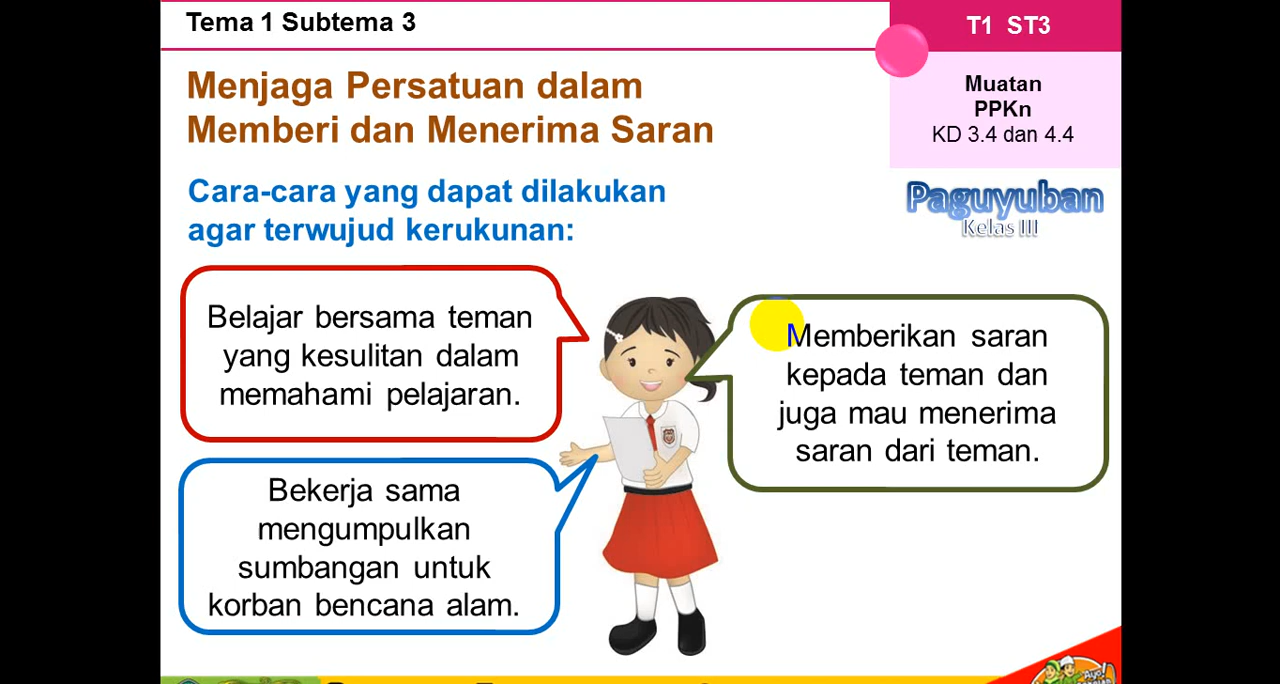 Tema 1 Subtema 3
T1 ST3
Menjaga Persatuan dalam
Memberi dan Menerima Saran
Muatan
PPKn
KD 3.4 dan 4.4
Paguyuban
Kelas III
Cara-cara yang dapat dilakukan
agar terwujud kerukunan:
Belajar bersama teman
yang kesulitan dalam
memahami pelajaran.
Memberikan saran
kepada teman dan
juga mau menerima
saran dari teman.
Bekerja sama
mengumpulkan
sumbangan untuk
korban bencana alam.